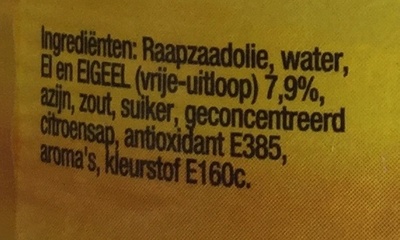 Ingrediënten: Raapzaadolie, water,
EI en EIGEEL (vrije-uitloop) 7,9%,
azijn, zout, suiker, geconcentreerd
citroensap, antioxidant E385,
aroma's, kleurstof E160c.